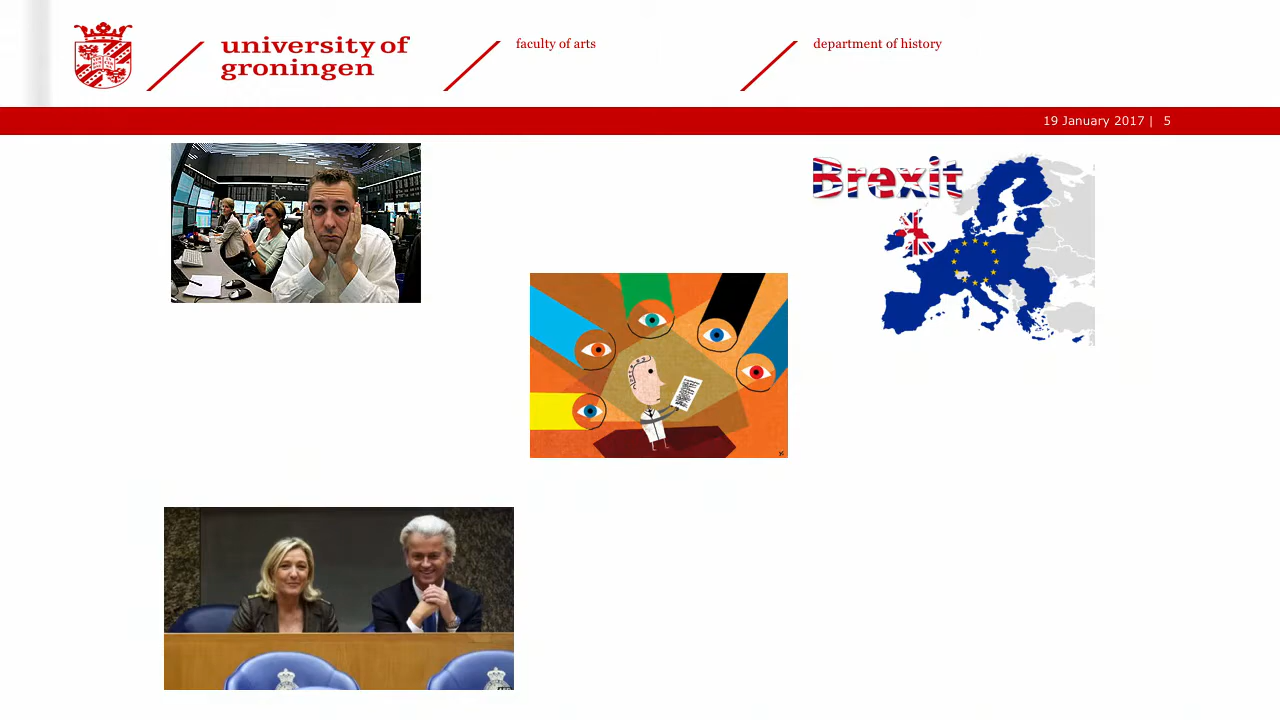 university of
groningen
faculty of arts
department of history
19 January 2017 | 5
Brexit